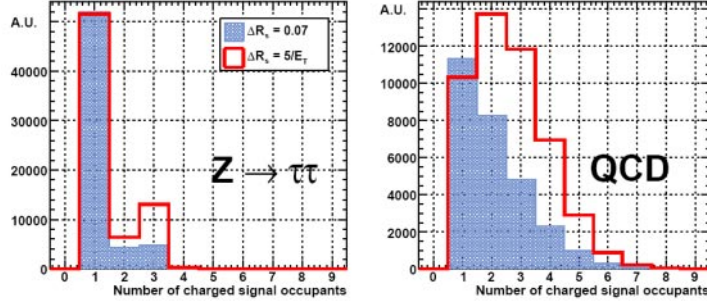 A.U.
40000
30000
20000
10000
0
0 1 2 3 4 5 6 7 8 9
Number of charged signal occupants
ΔRₛ = 0.07
ΔRₛ = 5/E_T
Z → ττ
A.U.
12000
10000
8000
6000
4000
2000
0
0 1 2 3 4 5 6 7 8 9
Number of charged signal occupants
QCD